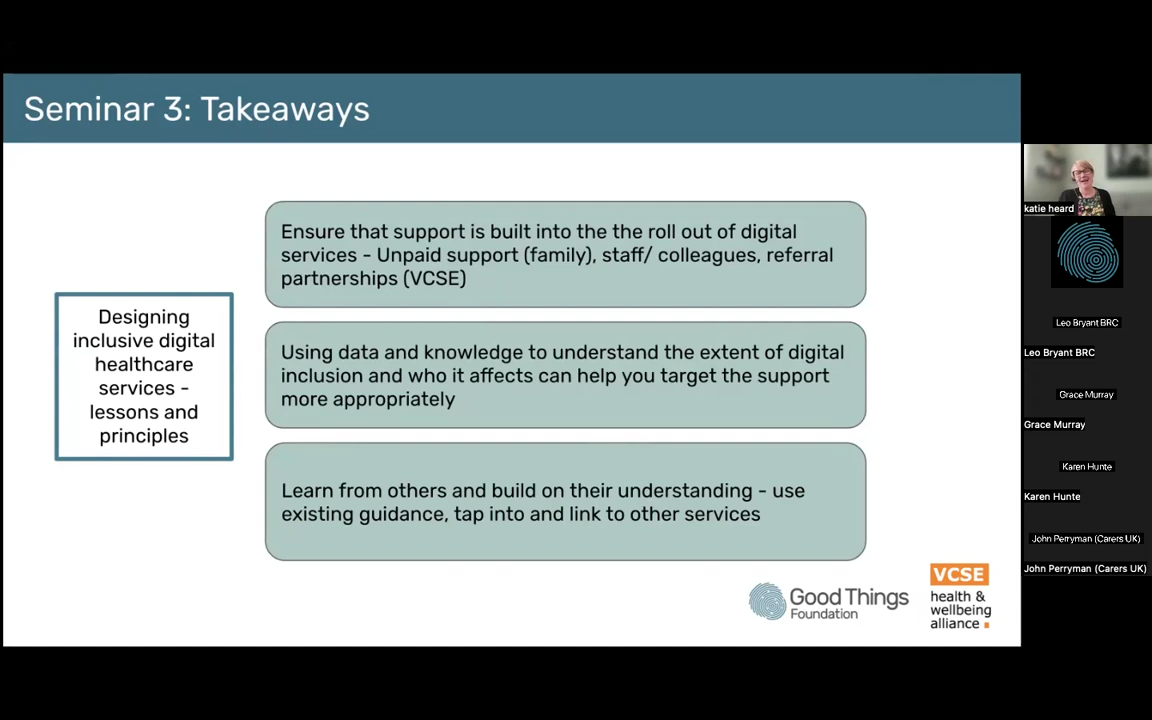 Seminar 3: Takeaways
Designing
inclusive digital
healthcare
services -
lessons and
principles
Ensure that support is built into the the roll out of digital
services - Unpaid support (family), staff/ colleagues, referral
partnerships (VCSE)
Using data and knowledge to understand the extent of digital
inclusion and who it affects can help you target the support
more appropriately
Learn from others and build on their understanding - use
existing guidance, tap into and link to other services
Good Things
Foundation
VCSE
health &
wellbeing
alliance
katie heard
Leo Bryant BRC
Leo Bryant BRC
Grace Murray
Grace Murray
Karen Hunte
Karen Hunte
John Perryman (Carers UK)
John Perryman (Carers UK)